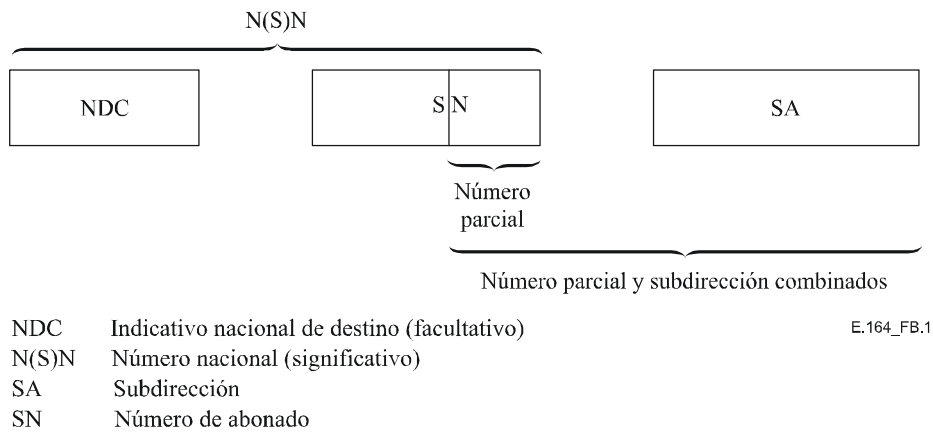 N(S)N
NDC
SN
SA
Número
parcial
Número parcial y subdirección combinados
NDC Indicativo nacional de destino (facultativo)
E.164_FB.1
N(S)N Número nacional (significativo)
SA Subdirección
SN Número de abonado